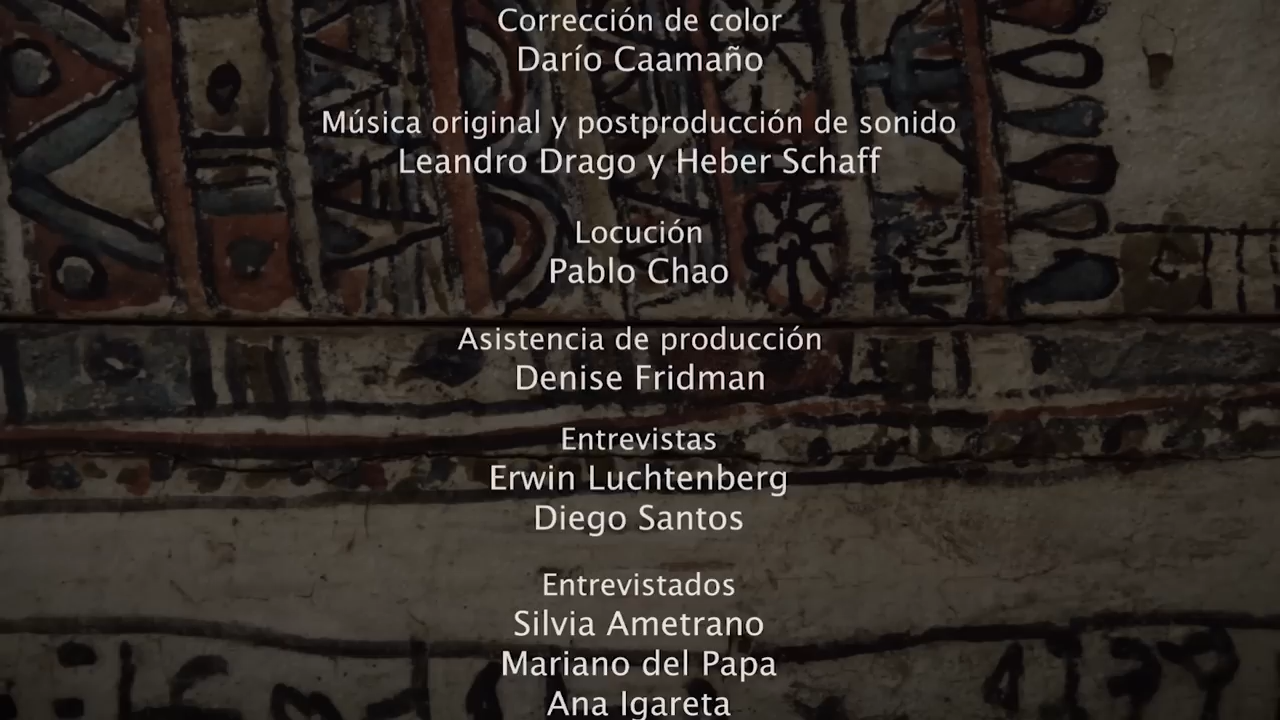 Corrección de color
Darío Caamaño
Música original y postproducción de sonido
Leandro Drago y Heber Schaff
Locución
Pablo Chao
Asistencia de producción
Denise Fridman
Entrevistas
Erwin Luchtenberg
Diego Santos
Entrevistados
Silvia Ametrano
Mariano del Papa
Ana Igareta